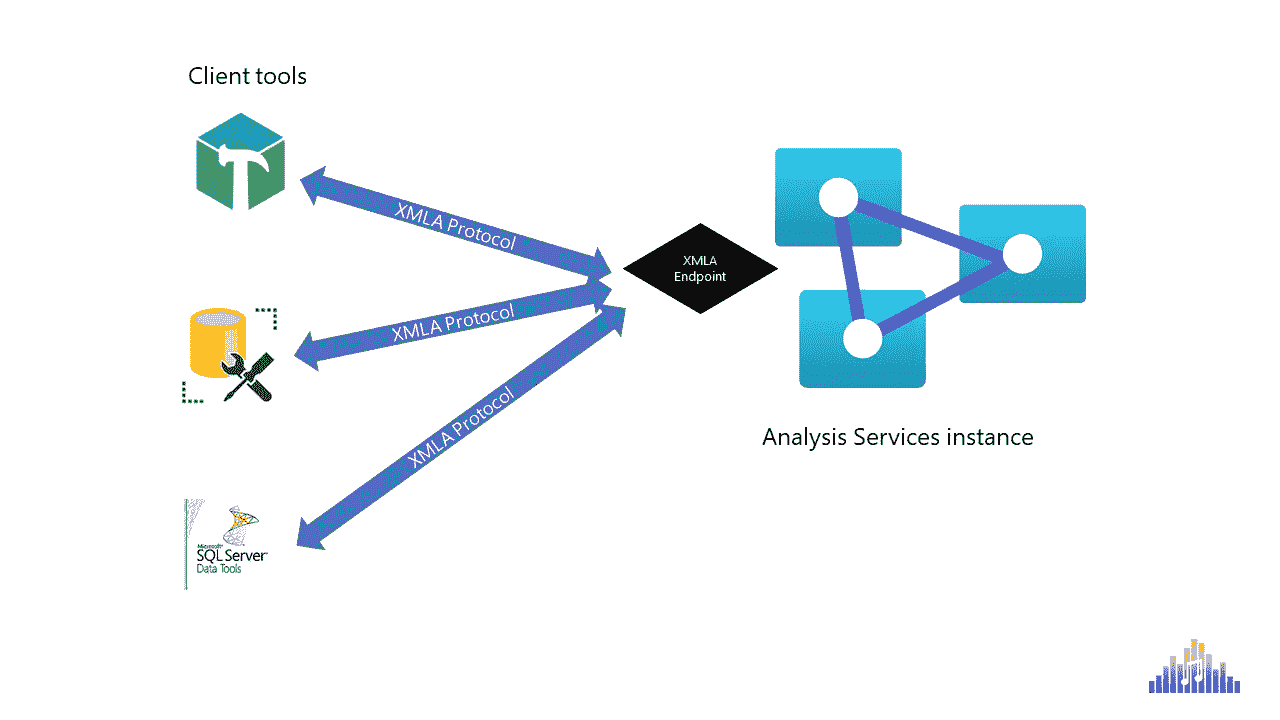 Client tools
XMLA Protocol
XMLA
Endpoint
XMLA Protocol
XMLA Protocol
Analysis Services instance
Microsoft
SQL Server
Data Tools